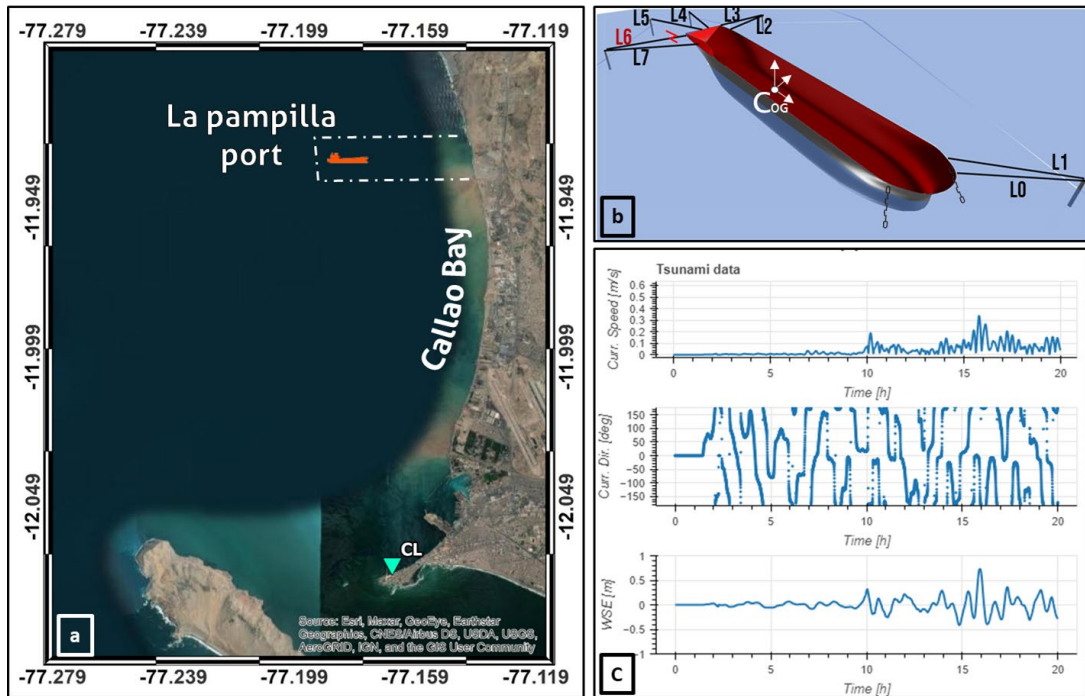 -77.279 -77.239 -77.199 -77.159 -77.119
La pampilla
port
-11.949
-11.949
Callao Bay
-11.999
-11.999
-12.049
-12.049
CL
a
Source: Esri, Maxar, GeoEye, Earthstar
Geographics, CNES/Airbus DS, USDA, USGS,
AeroGRID, IGN, and the GIS User Community
-77.279 -77.239 -77.199 -77.159 -77.119
L5 L4 L3
L2
L6
L7
COG
L1
L0
b
Tsunami data
Curr. Speed [m/s]
0.6
0.5
0.4
0.3
0.2
0.1
0
0 5 10 15 20
Time [h]
Curr. Dir. [deg]
150
100
50
0
-50
-100
-150
0 5 10 15 20
Time [h]
WSE [m]
1
0.5
0
-0.5
-1
0 5 10 15 20
Time [h]
C